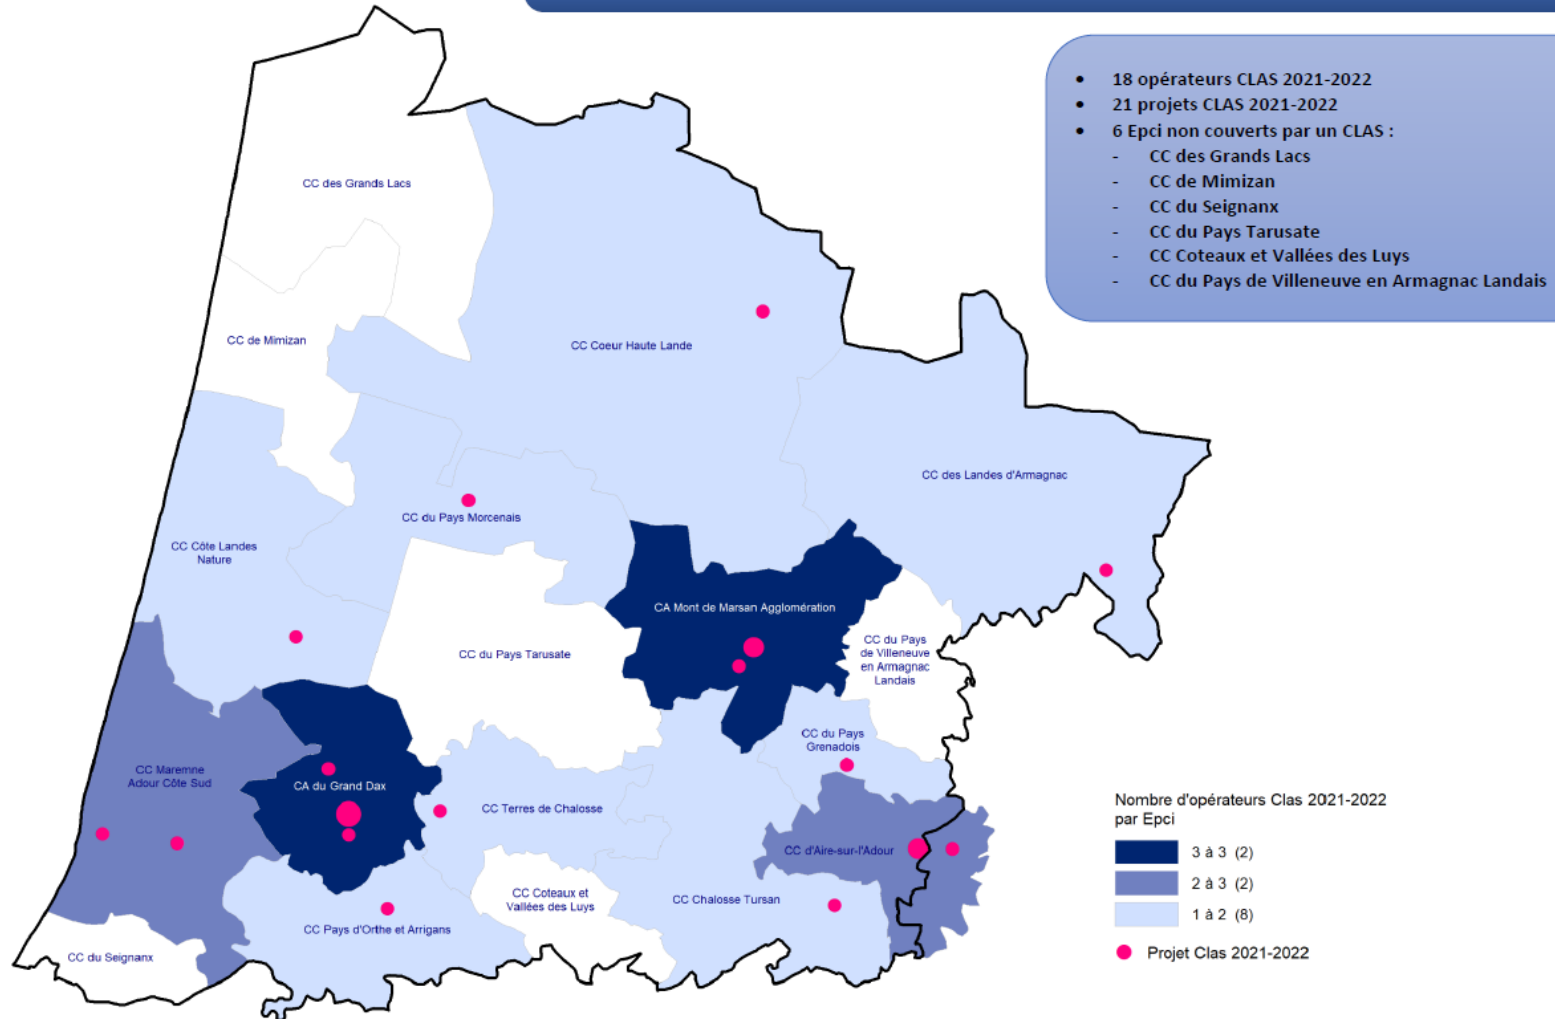 • 18 opérateurs CLAS 2021-2022
• 21 projets CLAS 2021-2022
• 6 Epci non couverts par un CLAS :
- CC des Grands Lacs
- CC de Mimizan
- CC du Seignanx
- CC du Pays Tarusate
- CC Coteaux et Vallées des Luys
- CC du Pays de Villeneuve en Armagnac Landais
CC des Grands Lacs
CC de Mimizan
CC Coeur Haute Lande
CC des Landes d'Armagnac
CC du Pays Morcenais
CC Côte Landes
Nature
CA Mont de Marsan Agglomération
CC du Pays
de Villeneuve
en Armagnac
Landais
CC du Pays Tarusate
CC du Pays
Grenadois
CC Maremne
Adour Côte Sud
CA du Grand Dax
CC Terres de Chalosse
CC d'Aire-sur-l'Adour
CC Coteaux et
Vallées des Luys
CC Chalosse Tursan
CC Pays d'Orthe et Arrigans
CC du Seignanx
Nombre d'opérateurs Clas 2021-2022
par Epci
3 à 3 (2)
2 à 3 (2)
1 à 2 (8)
Projet Clas 2021-2022